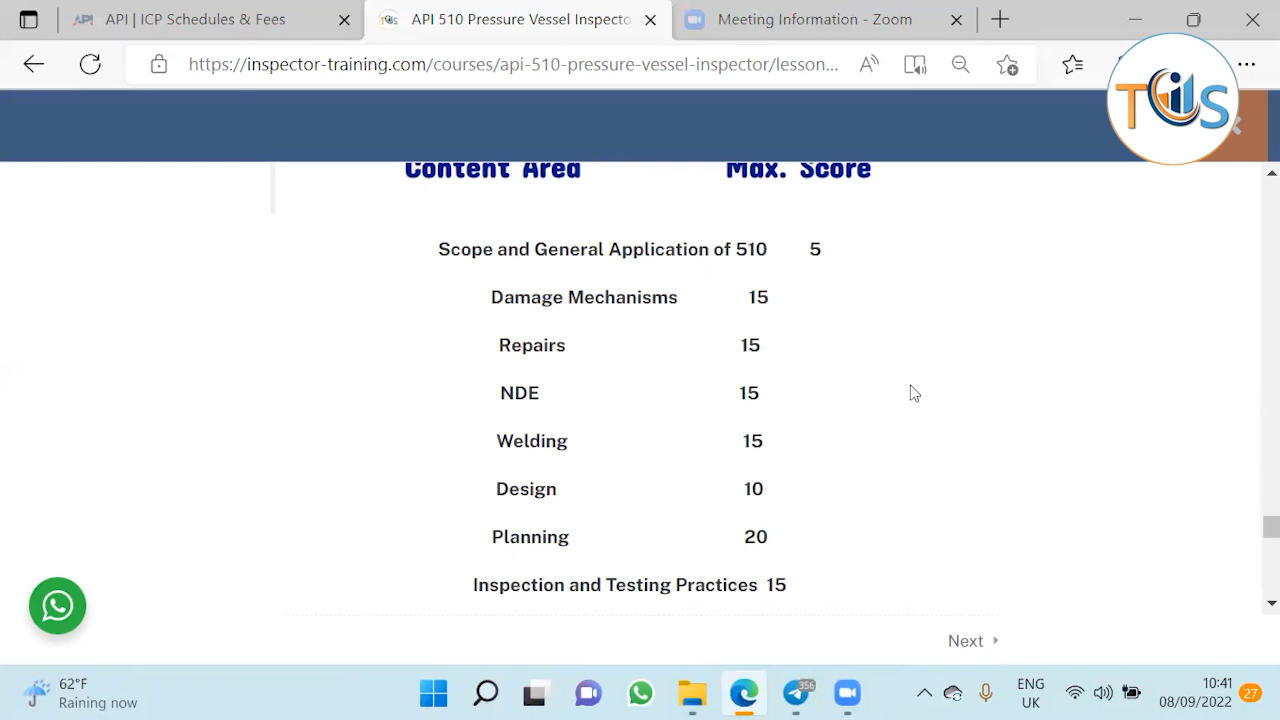 API | ICP Schedules & Fees
API 510 Pressure Vessel Inspecto
Meeting Information - Zoom
https://inspector-training.com/courses/api-510-pressure-vessel-inspector/lesson...
TIIS
Content Area Max. Score
Scope and General Application of 510 5
Damage Mechanisms 15
Repairs 15
NDE 15
Welding 15
Design 10
Planning 20
Inspection and Testing Practices 15
Next
62°F
Raining now
356
ENG
UK
10:41
08/09/2022
27